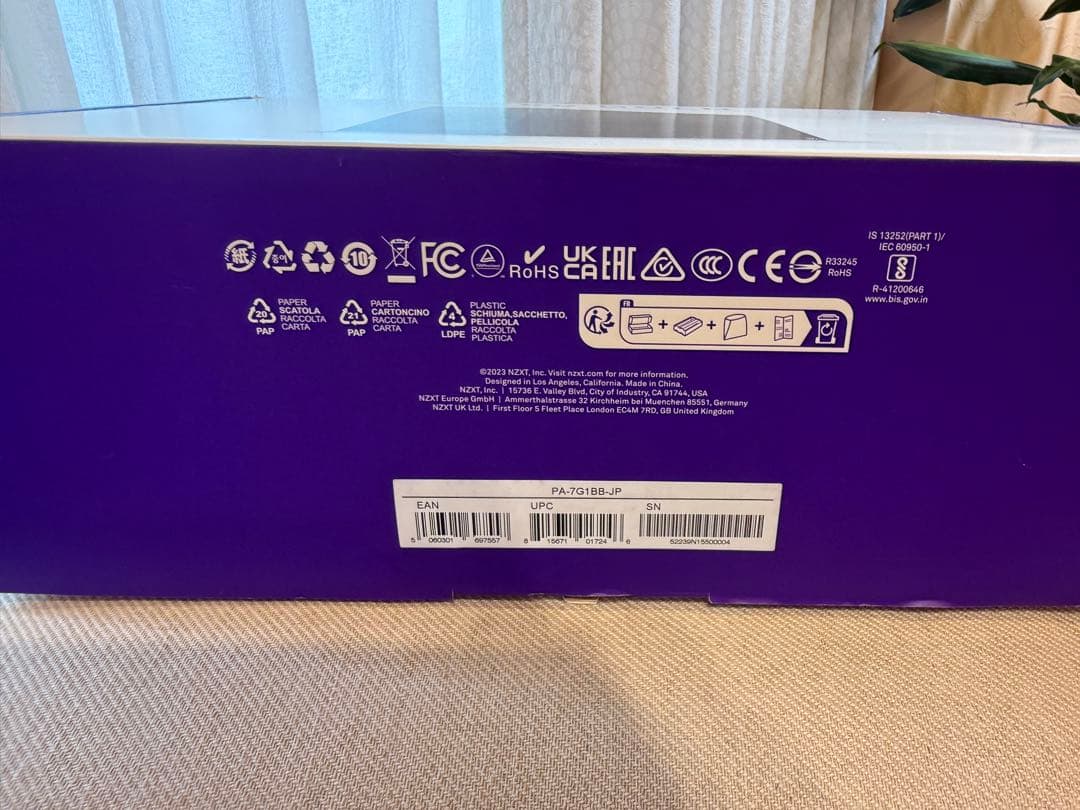 紙 종이 10 FC RoHS UK CA EAC CCC CE R33245 RoHS
IS 13252(PART 1)/
IEC 60950-1
R-41200646
www.bis.gov.in
20
PAP
PAPER
SCATOLA
RACCOLTA
CARTA
21
PAP
PAPER
CARTONCINO
RACCOLTA
CARTA
4
LDPE
PLASTIC
SCHIUMA,SACCHETTO,
PELLICOLA
RACCOLTA
PLASTICA
FR
+ + +
©2023 NZXT, Inc. Visit nzxt.com for more information.
Designed in Los Angeles, California. Made in China.
NZXT, Inc. | 15736 E. Valley Blvd, City of Industry, CA 91744, USA
NZXT Europe GmbH | Ammerthalstrasse 32 Kirchheim bei Muenchen 85551, Germany
NZXT UK Ltd. | First Floor 5 Fleet Place London EC4M 7RD, GB United Kingdom
PA-7G1BB-JP
EAN UPC SN
5 060301 697557 8 15671 01724 6 52239N15500004